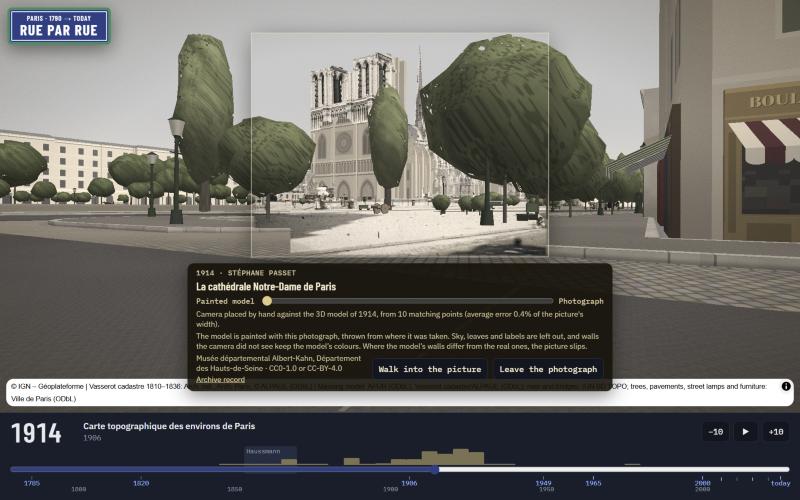 PARIS · 1790 → TODAY
RUE PAR RUE
BOUL
1914 · STÉPHANE PASSET
La cathédrale Notre-Dame de Paris
Painted model
Photograph
Camera placed by hand against the 3D model of 1914, from 10 matching points (average error 0.4% of the picture's
width).
The model is painted with this photograph, thrown from where it was taken. Sky, leaves and labels are left out, and walls
the camera did not see keep the model's colours. Where the model's walls differ from the real ones, the picture slips.
Musée départemental Albert-Kahn, Département
des Hauts-de-Seine · CC0-1.0 or CC-BY-4.0
Archive record
Walk into the picture
Leave the photograph
© IGN – Géoplateforme | Vasserot cadastre 1810–1836: TOPO, trees, pavements, street lamps and furniture:
Ville de Paris (ODbL)
1914
Carte topographique des environs de Paris
1906
−10
+10
Haussmann
1785
1820
1906
1949
1965
2000
today
1800
1850
1900
1950
2000